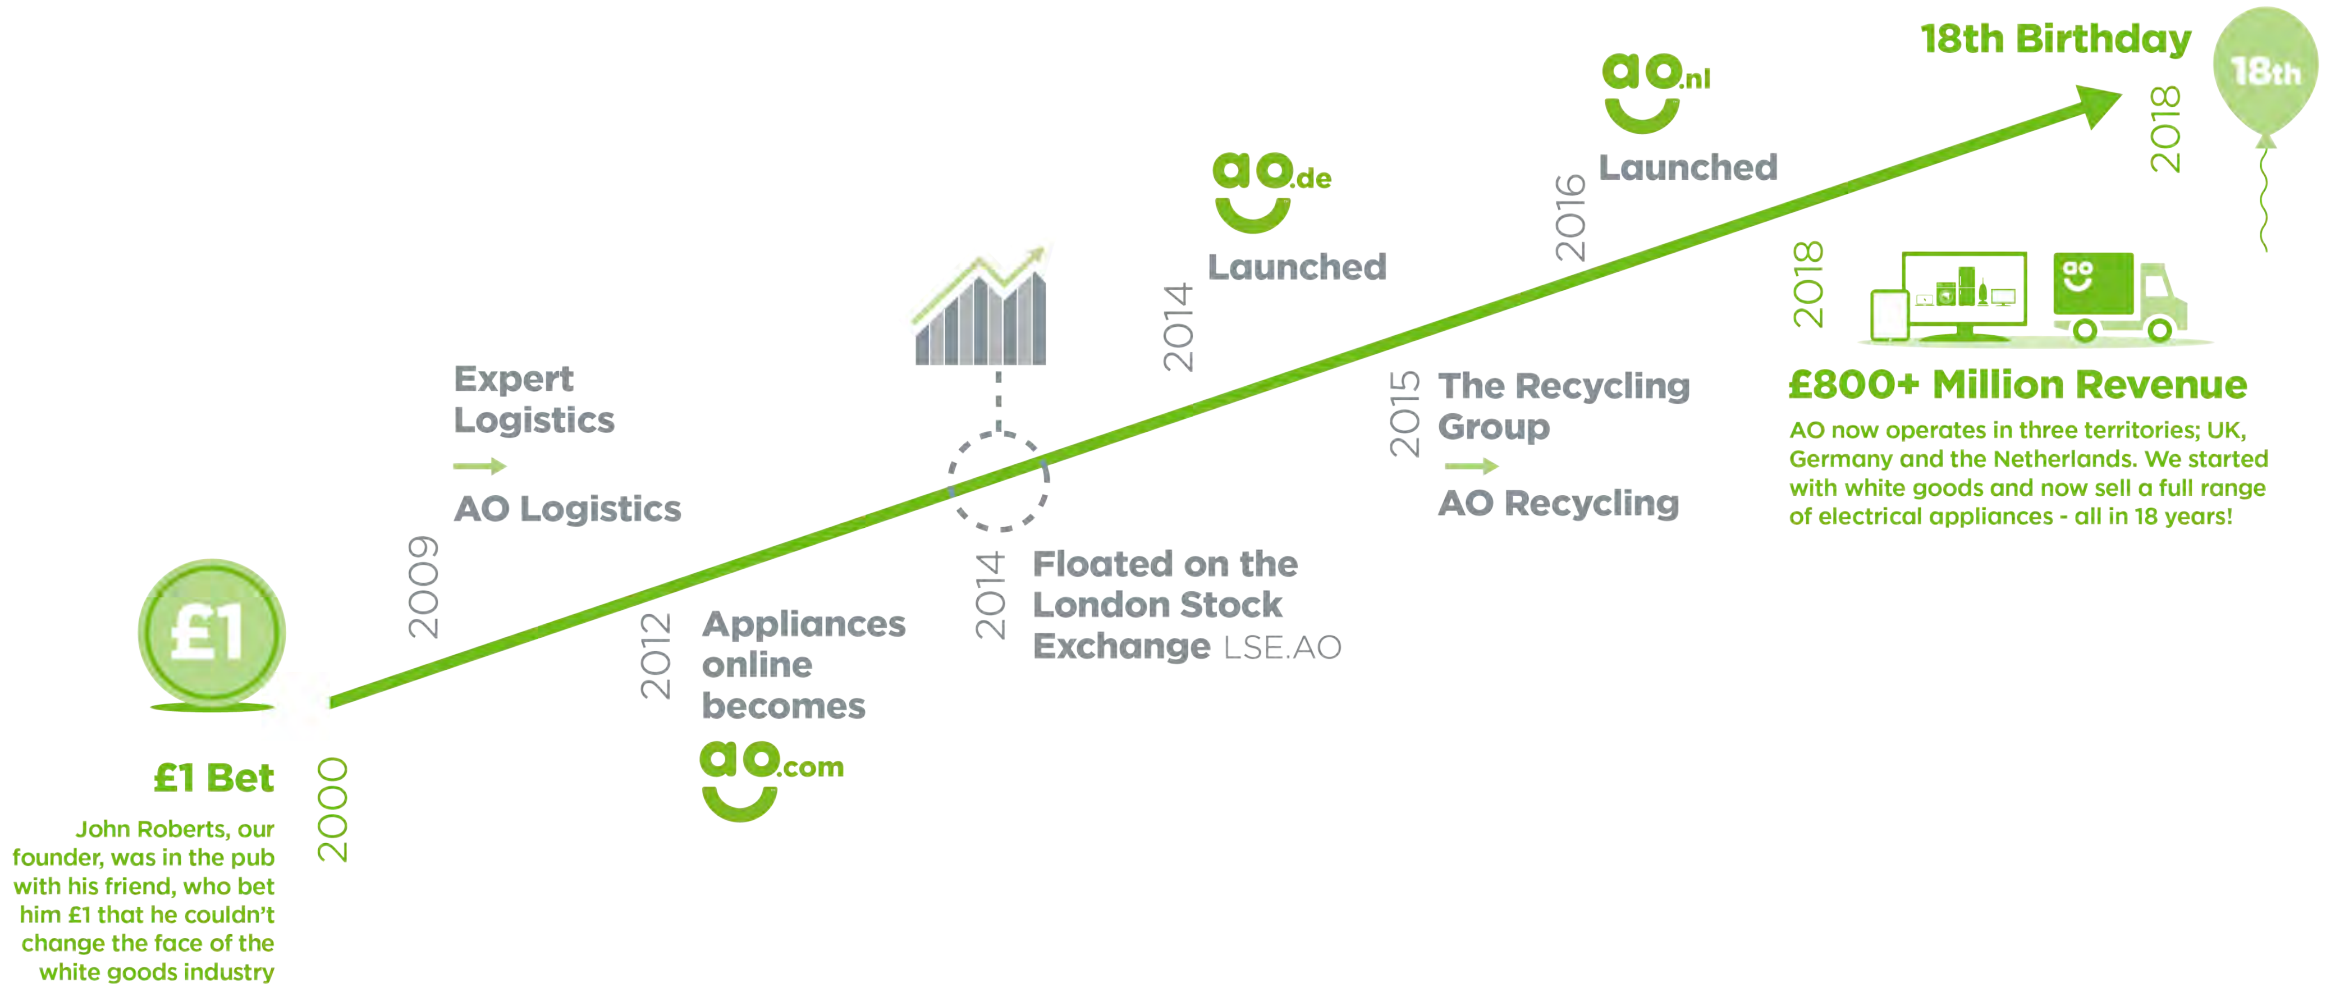 £1
£1 Bet
2000
John Roberts, our
founder, was in the pub
with his friend, who bet
him £1 that he couldn't
change the face of the
white goods industry
2009
Expert
Logistics
AO Logistics
2012
Appliances
online
becomes
ao.com
2014
Floated on the
London Stock
Exchange LSE.AO
2014
ao.de
Launched
2015
The Recycling
Group
AO Recycling
2016
ao.nl
Launched
2018
ao
£800+ Million Revenue
AO now operates in three territories; UK,
Germany and the Netherlands. We started
with white goods and now sell a full range
of electrical appliances - all in 18 years!
18th Birthday
2018
18th